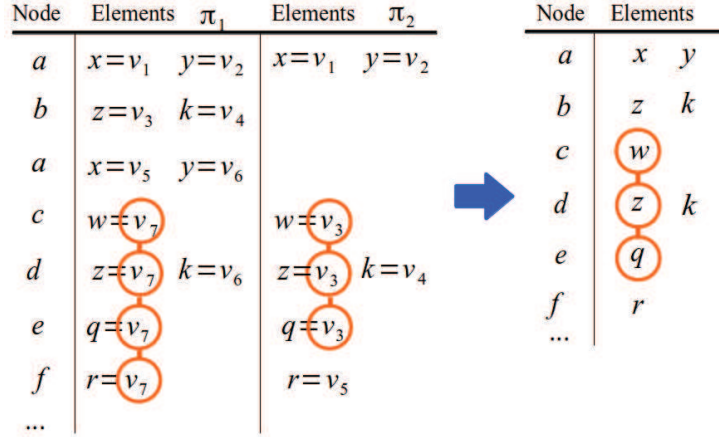 Node Elements π1 Elements π2
a x=v1 y=v2 x=v1 y=v2
b z=v3 k=v4
a x=v5 y=v6
c w=v7 w=v3
d z=v7 k=v6 z=v3 k=v4
e q=v7 q=v3
f r=v7 r=v5
...
Node Elements
a x y
b z k
c w
d z k
e q
f r
...